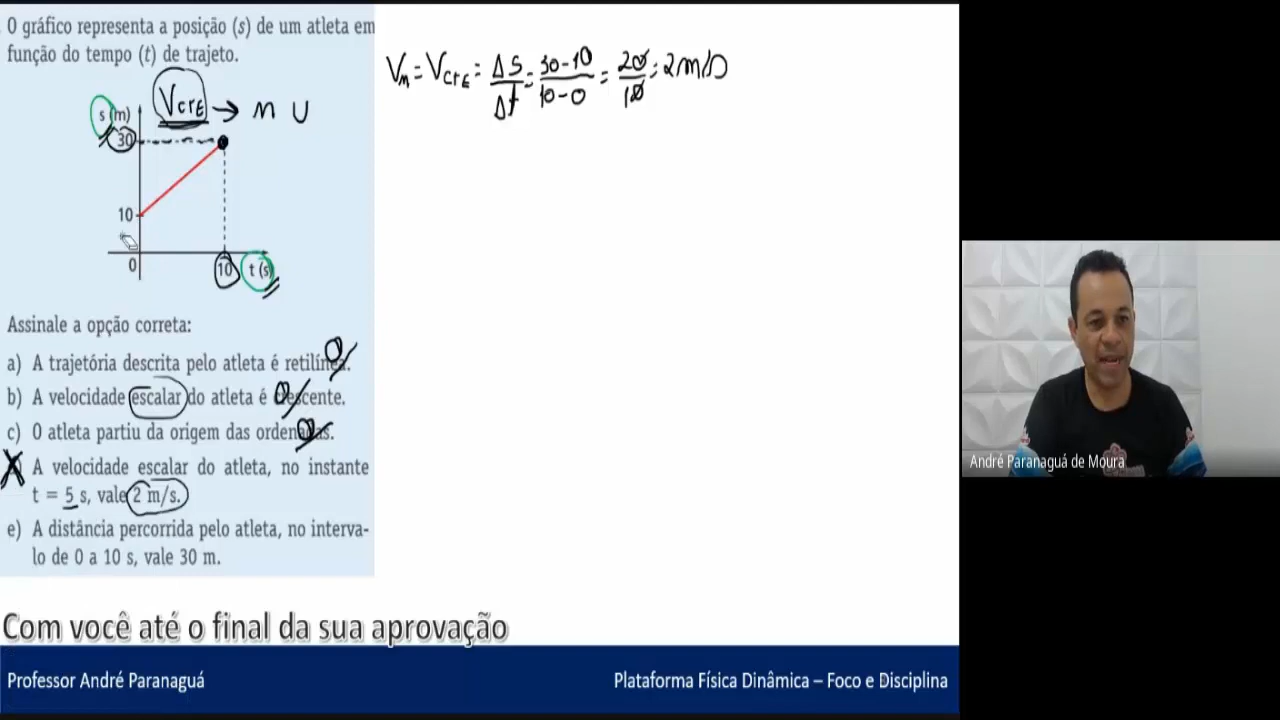 O gráfico representa a posição (s) de um atleta em
função do tempo (t) de trajeto.
V CTE → M U
s (m)
30
10
0
10 t (s)
Vm = VCTE = ΔS/Δt = 30-10/10-0 = 20/10 = 2 m/s
Assinale a opção correta:
a) A trajetória descrita pelo atleta é retilínea.
b) A velocidade escalar do atleta é
c) O atleta partiu da origem das ordenadas.
A velocidade escalar do atleta, no instante
t = 5 s, vale 2 m/s.
e) A distância percorrida pelo atleta, no interva-
lo de 0 a 10 s, vale 30 m.
Com você até o final da sua aprovação
Professor André Paranaguá
Plataforma Física Dinâmica – Foco e Disciplina
André Paranaguá de Moura